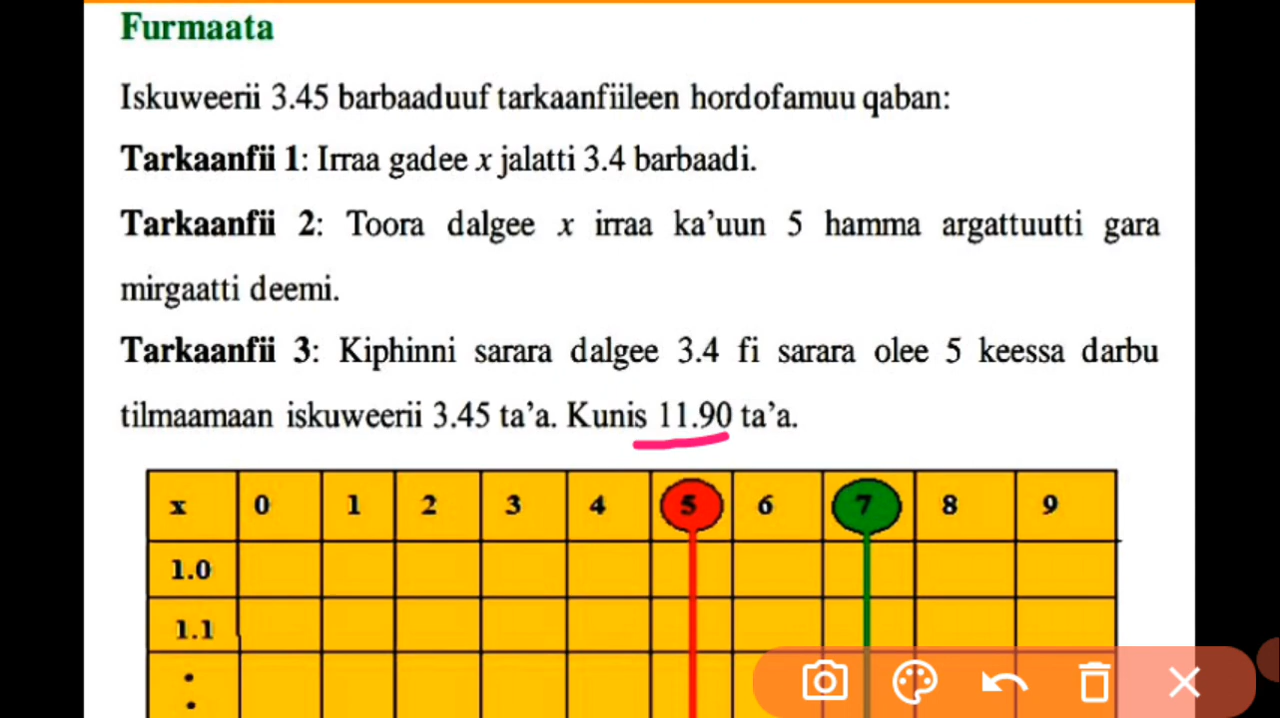 Furmaata
Iskuweerii 3.45 barbaaduuf tarkaanfiileen hordofamuu qaban:
Tarkaanfii 1: Irraa gadee x jalatti 3.4 barbaadi.
Tarkaanfii 2: Toora dalgee x irraa ka’uun 5 hamma argattuutti gara
mirgaatti deemi.
Tarkaanfii 3: Kiphinni sarara dalgee 3.4 fi sarara olee 5 keessa darbu
tilmaamaan iskuweerii 3.45 ta’a. Kunis 11.90 ta’a.
x 0 1 2 3 4 5 6 7 8 9
1.0
1.1